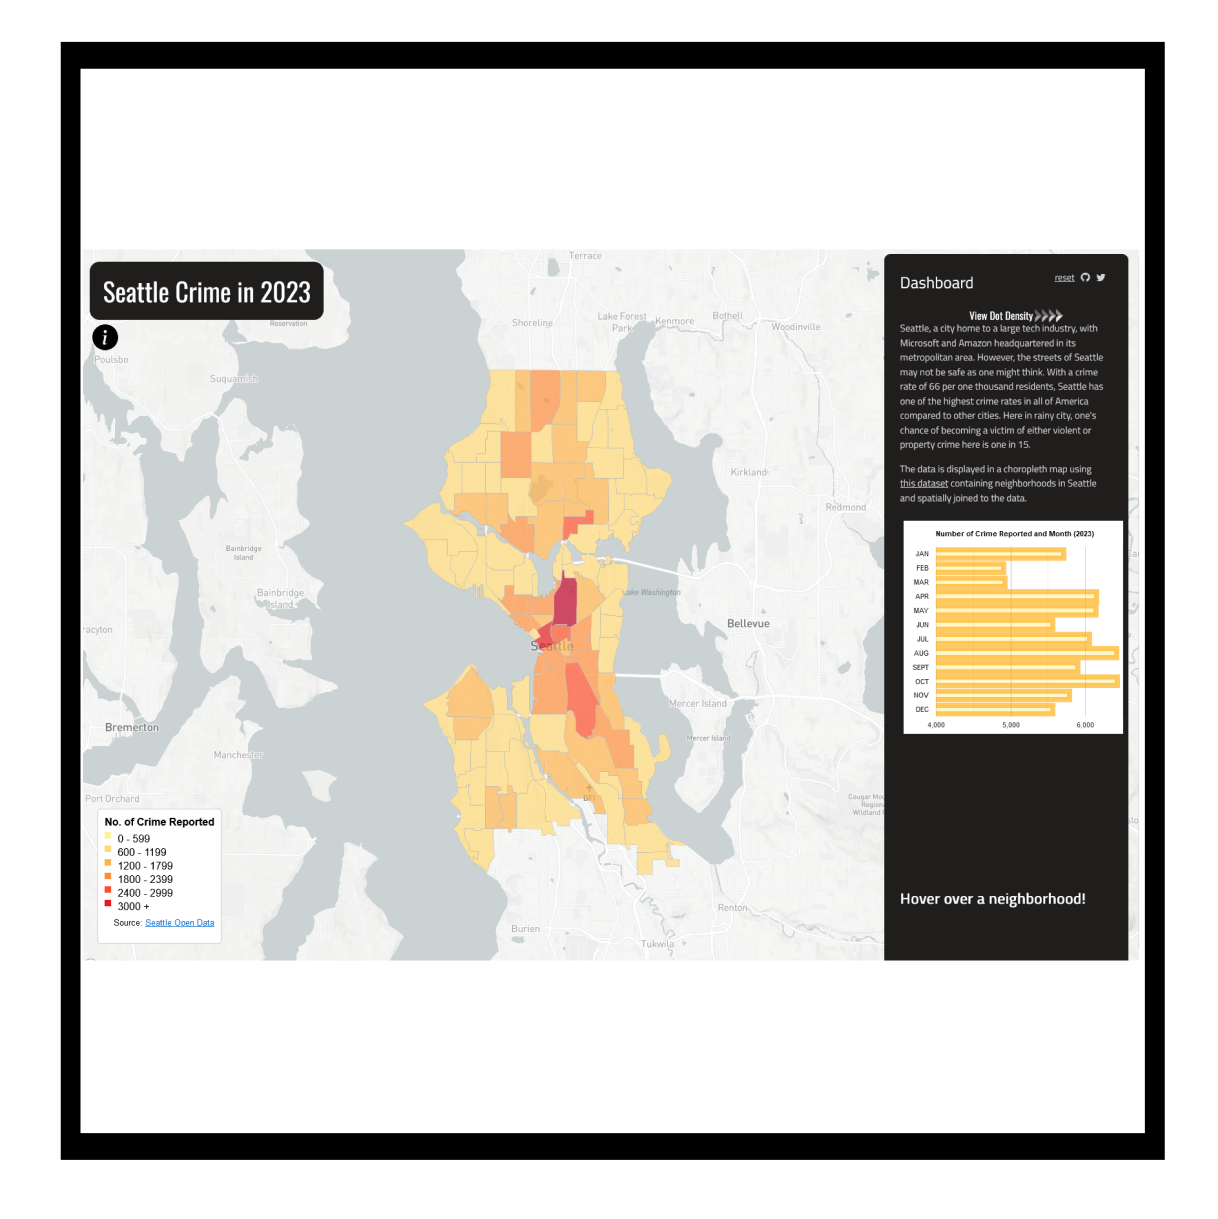 Seattle Crime in 2023
i
Terrace
Shoreline
Lake Forest
Park
Kenmore
Bothell
Woodinville
Reservation
Poulsbo
Suquamish
Kirkland
Redmond
Bainbridge
Island
Bainbridge
Island
Lake Washington
racyton
Bellevue
Seattle
Mercer Island
Mercer Island
Bremerton
Manchester
Port Orchard
BFI
Cougar Mou
Region
Wildland P
Renton
Burien
Tukwila
No. of Crime Reported
0 - 599
600 - 1199
1200 - 1799
1800 - 2399
2400 - 2999
3000 +
Source: Seattle Open Data
Dashboard
reset
View Dot Density
Seattle, a city home to a large tech industry, with
Microsoft and Amazon headquartered in its
metropolitan area. However, the streets of Seattle
may not be safe as one might think. With a crime
rate of 66 per one thousand residents, Seattle has
one of the highest crime rates in all of America
compared to other cities. Here in rainy city, one's
chance of becoming a victim of either violent or
property crime here is one in 15.
The data is displayed in a choropleth map using
this dataset containing neighborhoods in Seattle
and spatially joined to the data.
Number of Crime Reported and Month (2023)
JAN
FEB
MAR
APR
MAY
JUN
JUL
AUG
SEPT
OCT
NOV
DEC
4,000 5,000 6,000
Hover over a neighborhood!